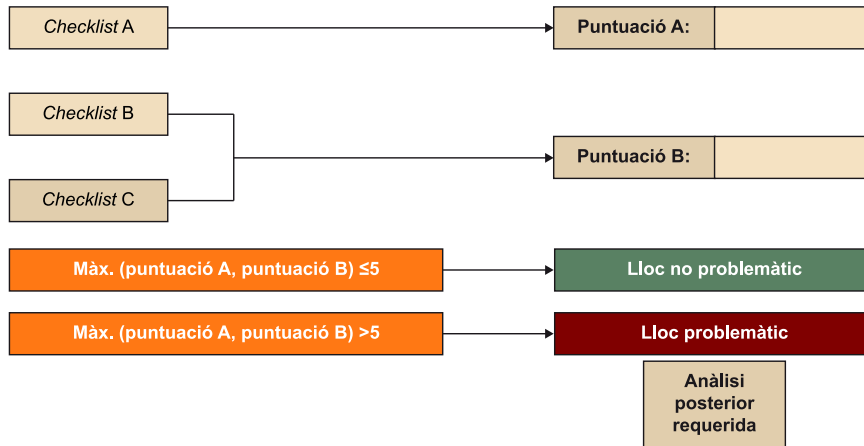 Checklist A
Puntuació A:
Checklist B
Puntuació B:
Checklist C
Màx. (puntuació A, puntuació B) ≤5
Lloc no problemàtic
Màx. (puntuació A, puntuació B) >5
Lloc problemàtic
Anàlisi
posterior
requerida